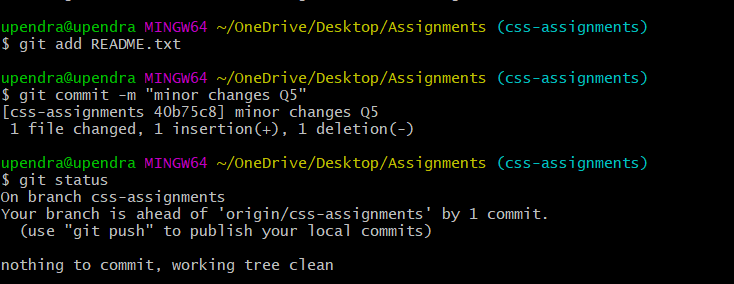 upendra@upendra MINGW64 ~/OneDrive/Desktop/Assignments (css-assignments)
$ git add README.txt
upendra@upendra MINGW64 ~/OneDrive/Desktop/Assignments (css-assignments)
$ git commit -m "minor changes Q5"
[css-assignments 40b75c8] minor changes Q5
 1 file changed, 1 insertion(+), 1 deletion(-)
upendra@upendra MINGW64 ~/OneDrive/Desktop/Assignments (css-assignments)
$ git status
On branch css-assignments
Your branch is ahead of 'origin/css-assignments' by 1 commit.
  (use "git push" to publish your local commits)
nothing to commit, working tree clean